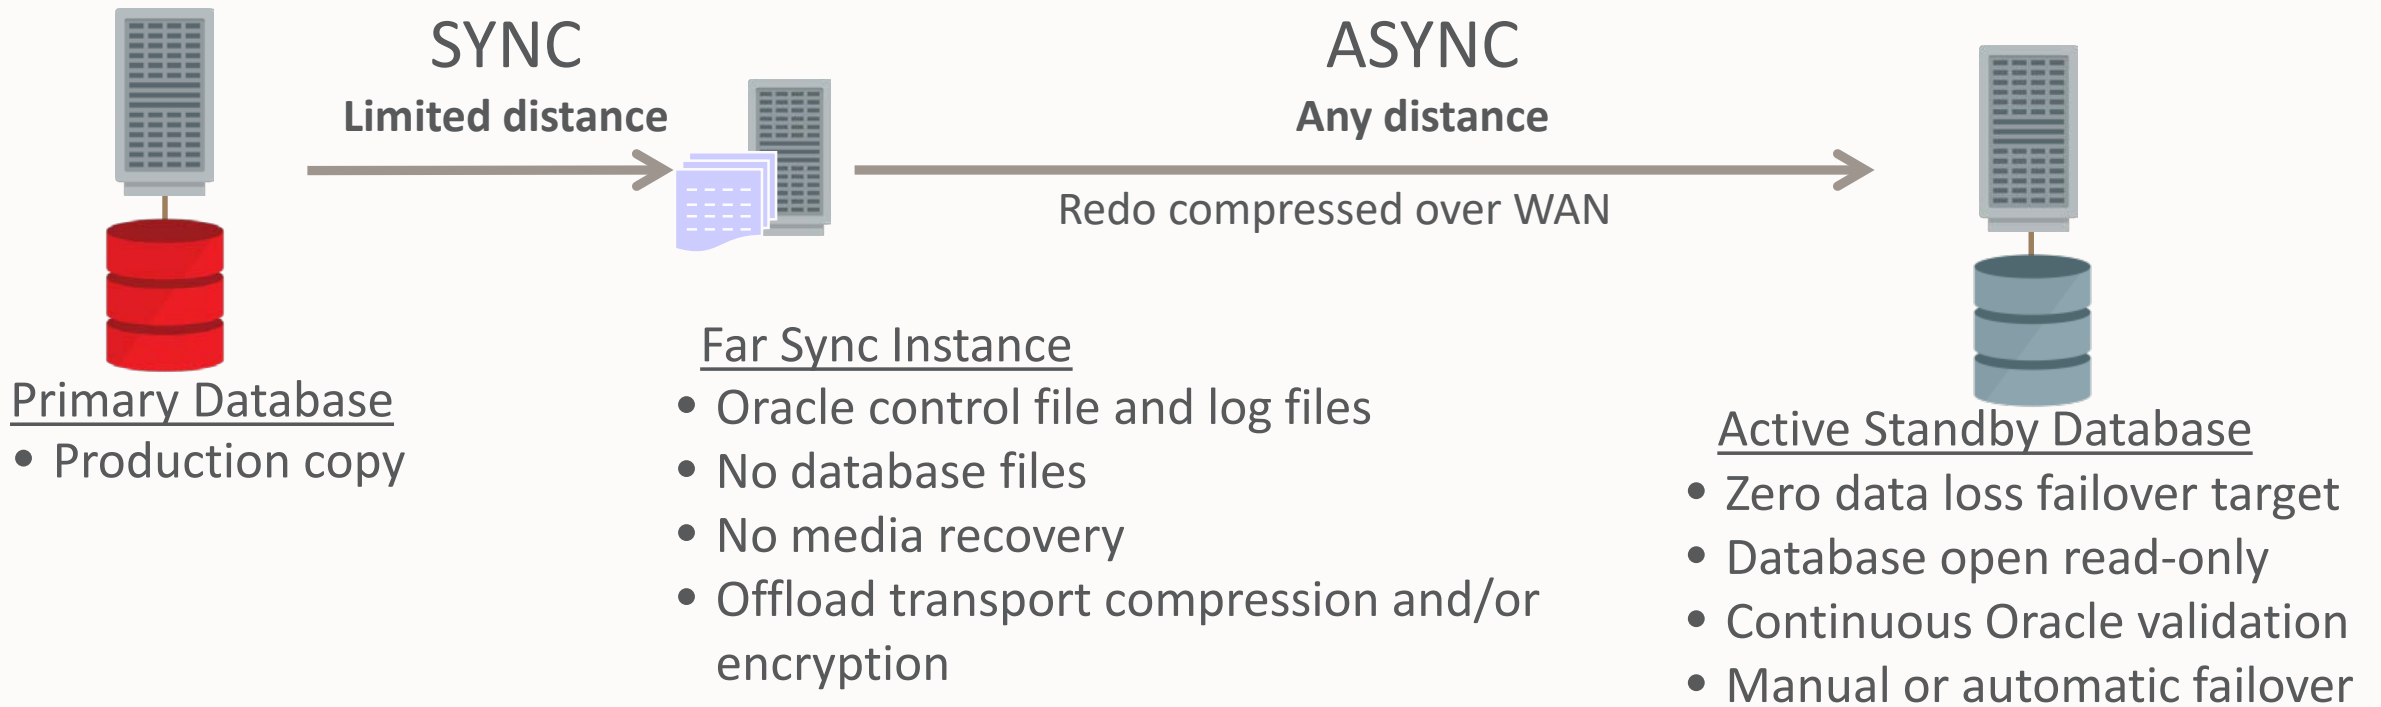 SYNC
Limited distance
ASYNC
Any distance
Redo compressed over WAN
Primary Database
• Production copy
Far Sync Instance
• Oracle control file and log files
• No database files
• No media recovery
• Offload transport compression and/or
encryption
Active Standby Database
• Zero data loss failover target
• Database open read-only
• Continuous Oracle validation
• Manual or automatic failover